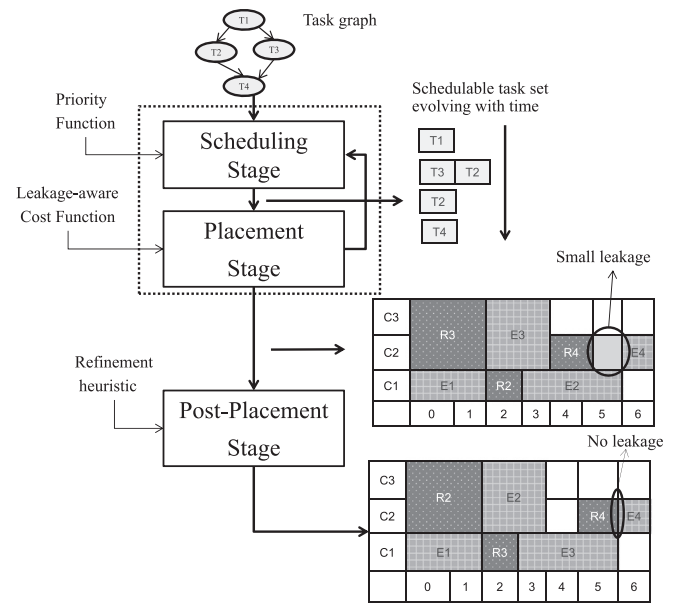 T1
Task graph
T2
T3
T4
Schedulable task set
evolving with time
Priority
Function
Scheduling
Stage
T1
T3 T2
T2
T4
Leakage-aware
Cost Function
Placement
Stage
Small leakage
C3
R3 E3
C2
R4 E4
C1 E1 R2 E2
0 1 2 3 4 5 6
Refinement
heuristic
Post-Placement
Stage
No leakage
C3
R2 E2
C2
R4 E4
C1 E1 R3 E3
0 1 2 3 4 5 6